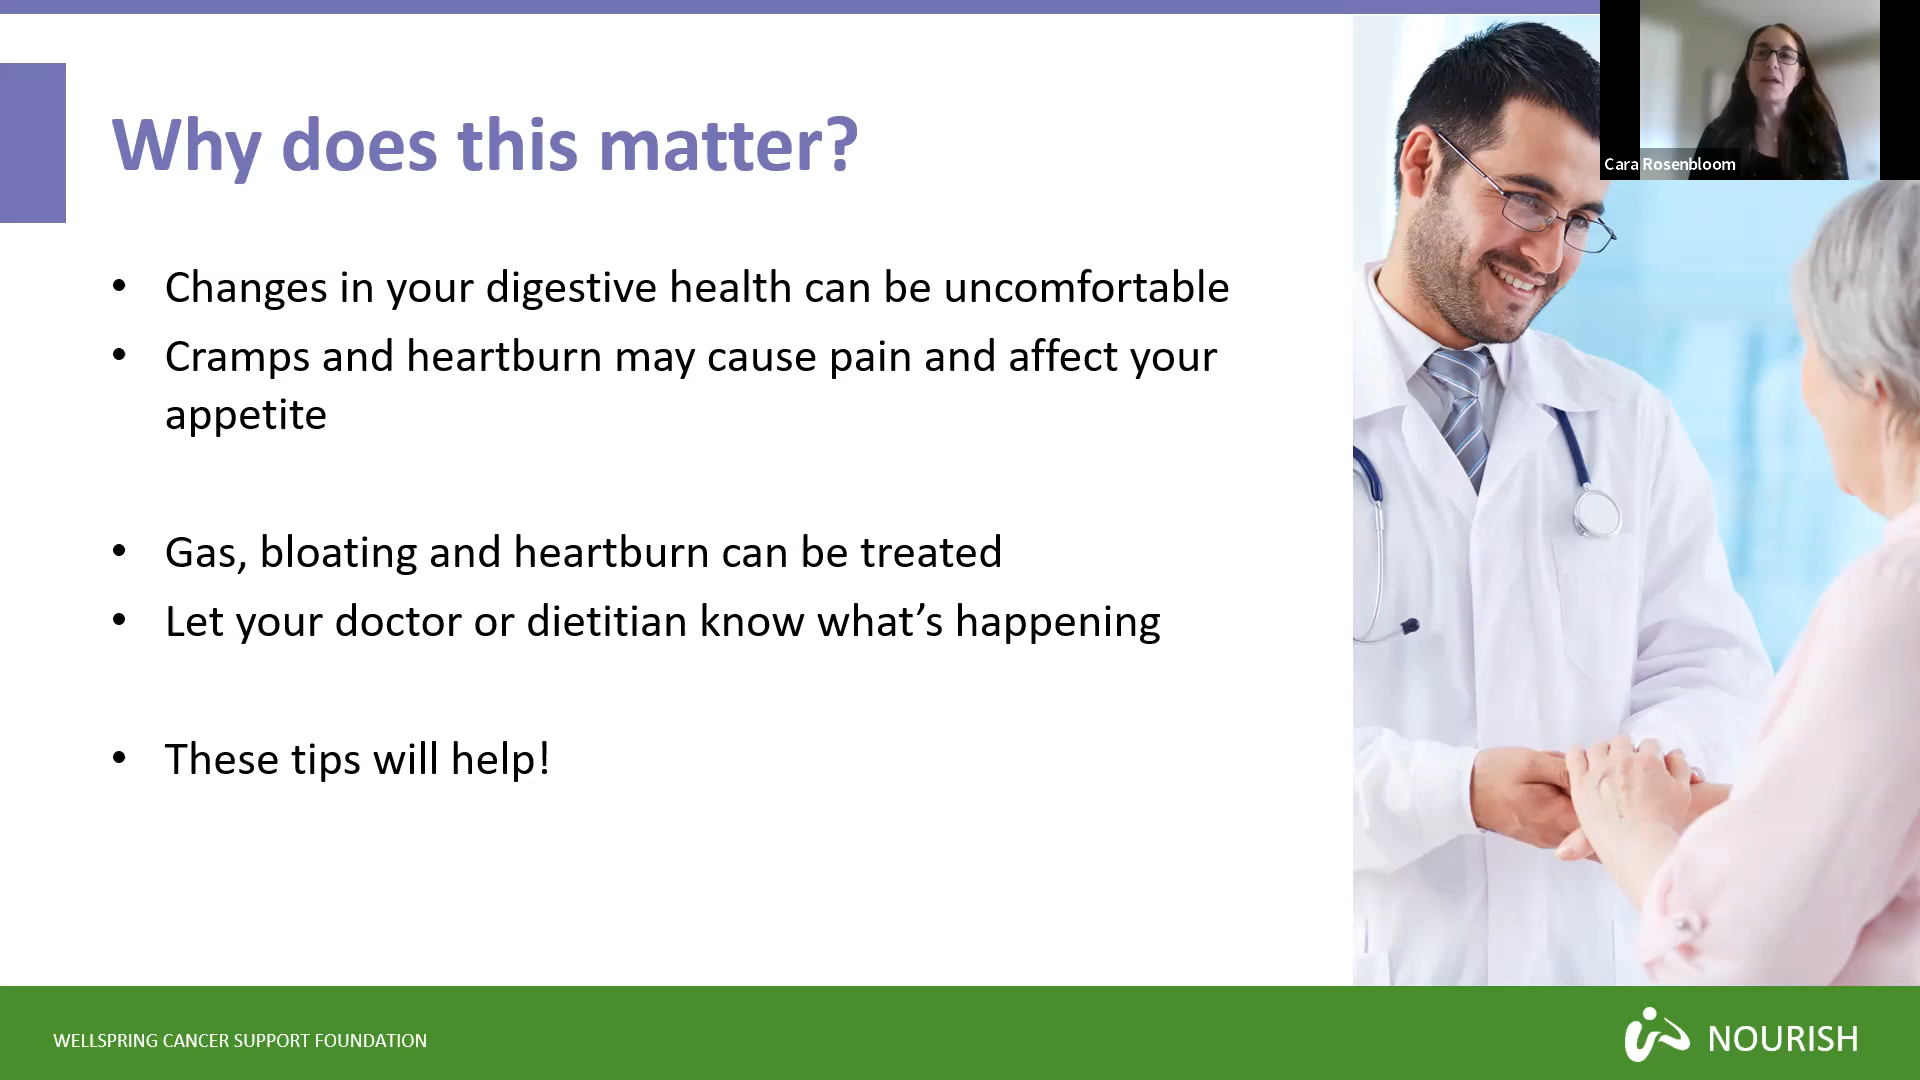 Why does this matter?
• Changes in your digestive health can be uncomfortable
• Cramps and heartburn may cause pain and affect your
appetite
• Gas, bloating and heartburn can be treated
• Let your doctor or dietitian know what’s happening
• These tips will help!
Cara Rosenbloom
WELLSPRING CANCER SUPPORT FOUNDATION
NOURISH